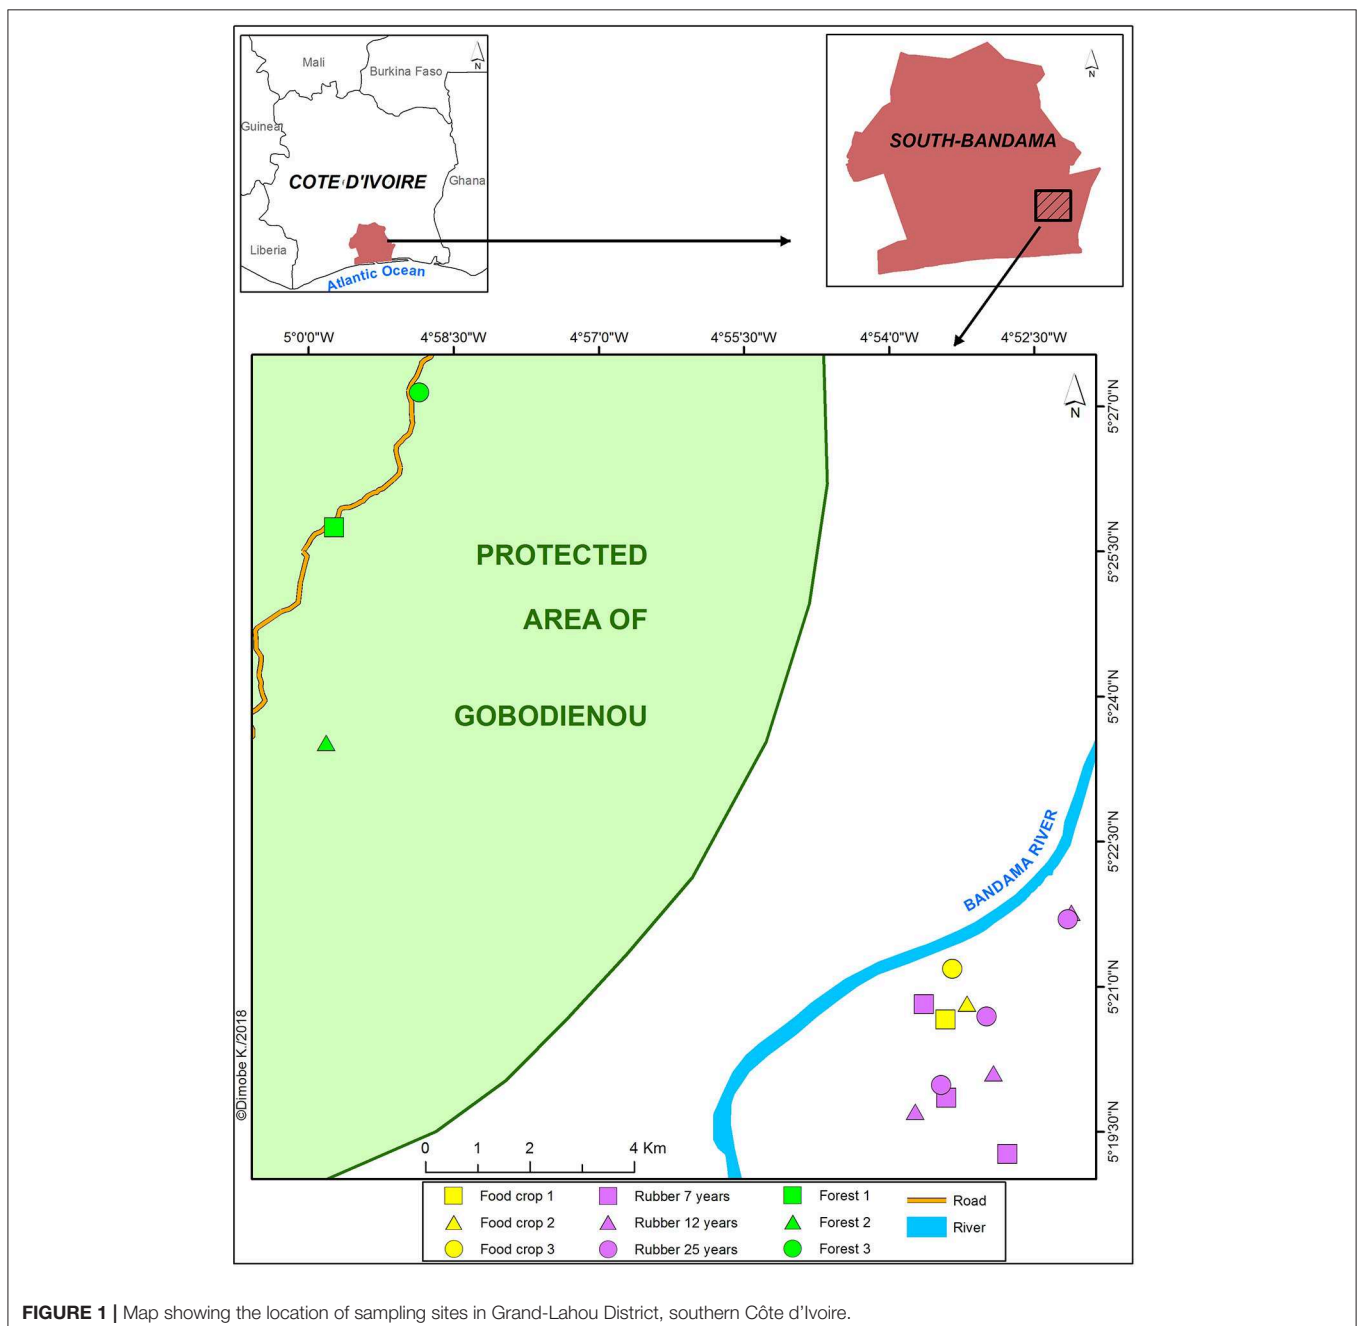 Mali
Burkina Faso
Guinea
COTE D'IVOIRE
Ghana
Liberia
Atlantic Ocean
N
SOUTH-BANDAMA
N
5°0'0"W 4°58'30"W 4°57'0"W 4°55'30"W 4°54'0"W 4°52'30"W
N
5°27'0"N
5°25'30"N
5°24'0"N
5°22'30"N
5°21'0"N
5°19'30"N
PROTECTED
AREA OF
GOBODIENOU
BANDAMA RIVER
©Dimobe K./2018
0 1 2 4 Km
Food crop 1 Rubber 7 years Forest 1 Road
Food crop 2 Rubber 12 years Forest 2 River
Food crop 3 Rubber 25 years Forest 3
FIGURE 1 | Map showing the location of sampling sites in Grand-Lahou District, southern Côte d'Ivoire.